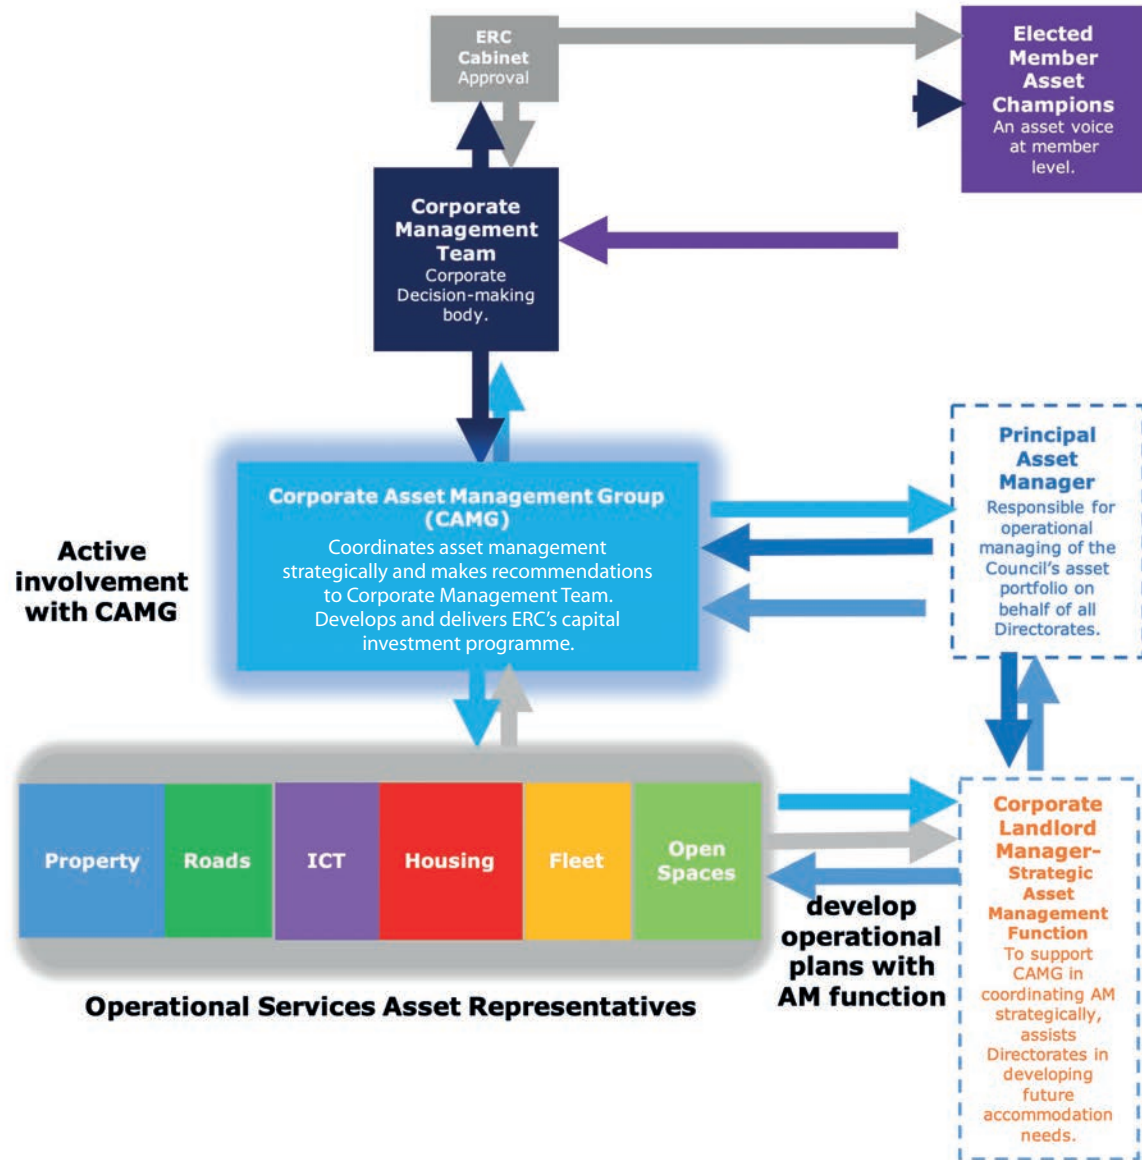 ERC
Cabinet
Approval
Elected
Member
Asset
Champions
An asset voice
at member
level.
Corporate
Management
Team
Corporate
Decision-making
body.
Corporate Asset Management Group
(CAMG)
Coordinates asset management
strategically and makes recommendations
to Corporate Management Team.
Develops and delivers ERC's capital
investment programme.
Active
involvement
with CAMG
Principal
Asset
Manager
Responsible for
operational
managing of the
Council's asset
portfolio on
behalf of all
Directorates.
Property
Roads
ICT
Housing
Fleet
Open
Spaces
Operational Services Asset Representatives
develop
operational
plans with
AM function
Corporate
Landlord
Manager-
Strategic
Asset
Management
Function
To support
CAMG in
coordinating AM
strategically,
assists
Directorates in
developing
future
accommodation
needs.